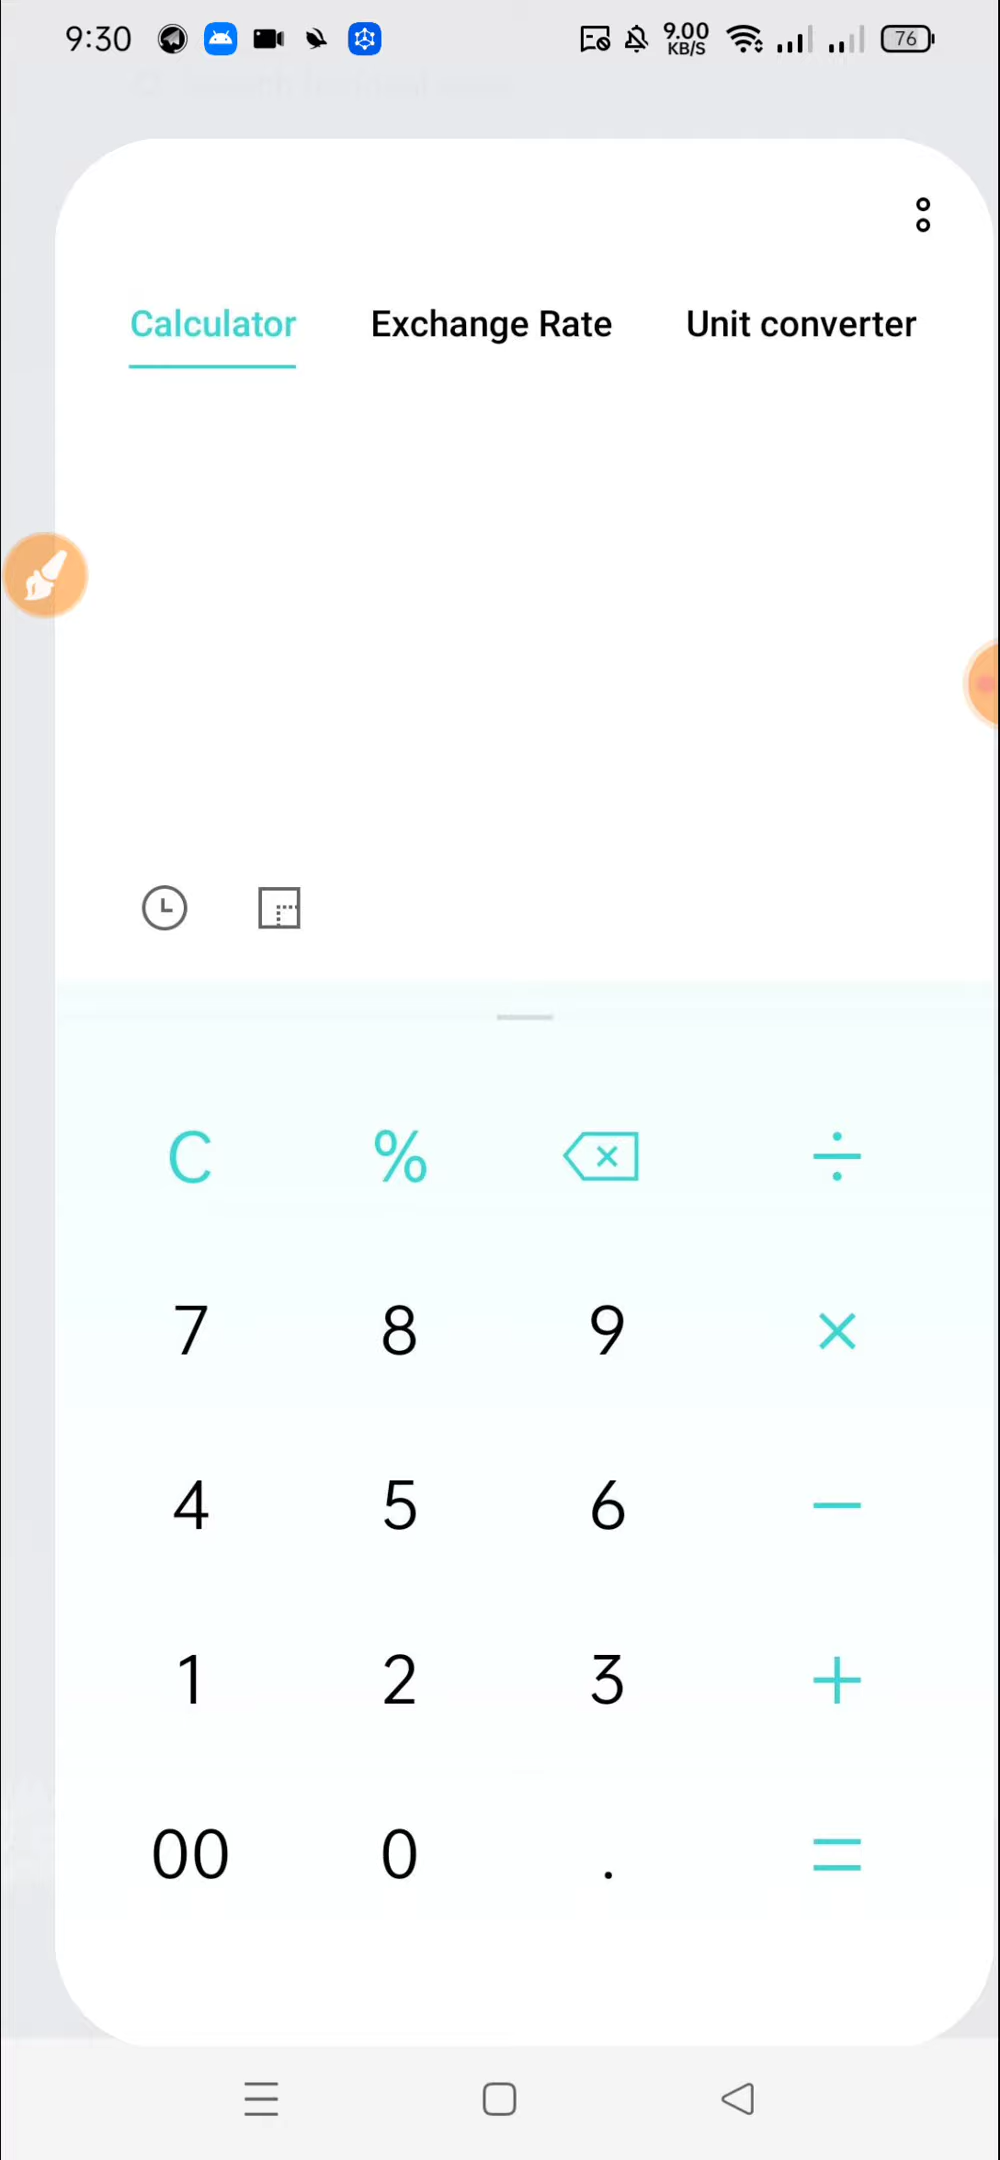 9:30 9.00 KB/S 76
Calculator Exchange Rate Unit converter
C % ÷
7 8 9 ×
4 5 6 −
1 2 3 +
00 0 . =